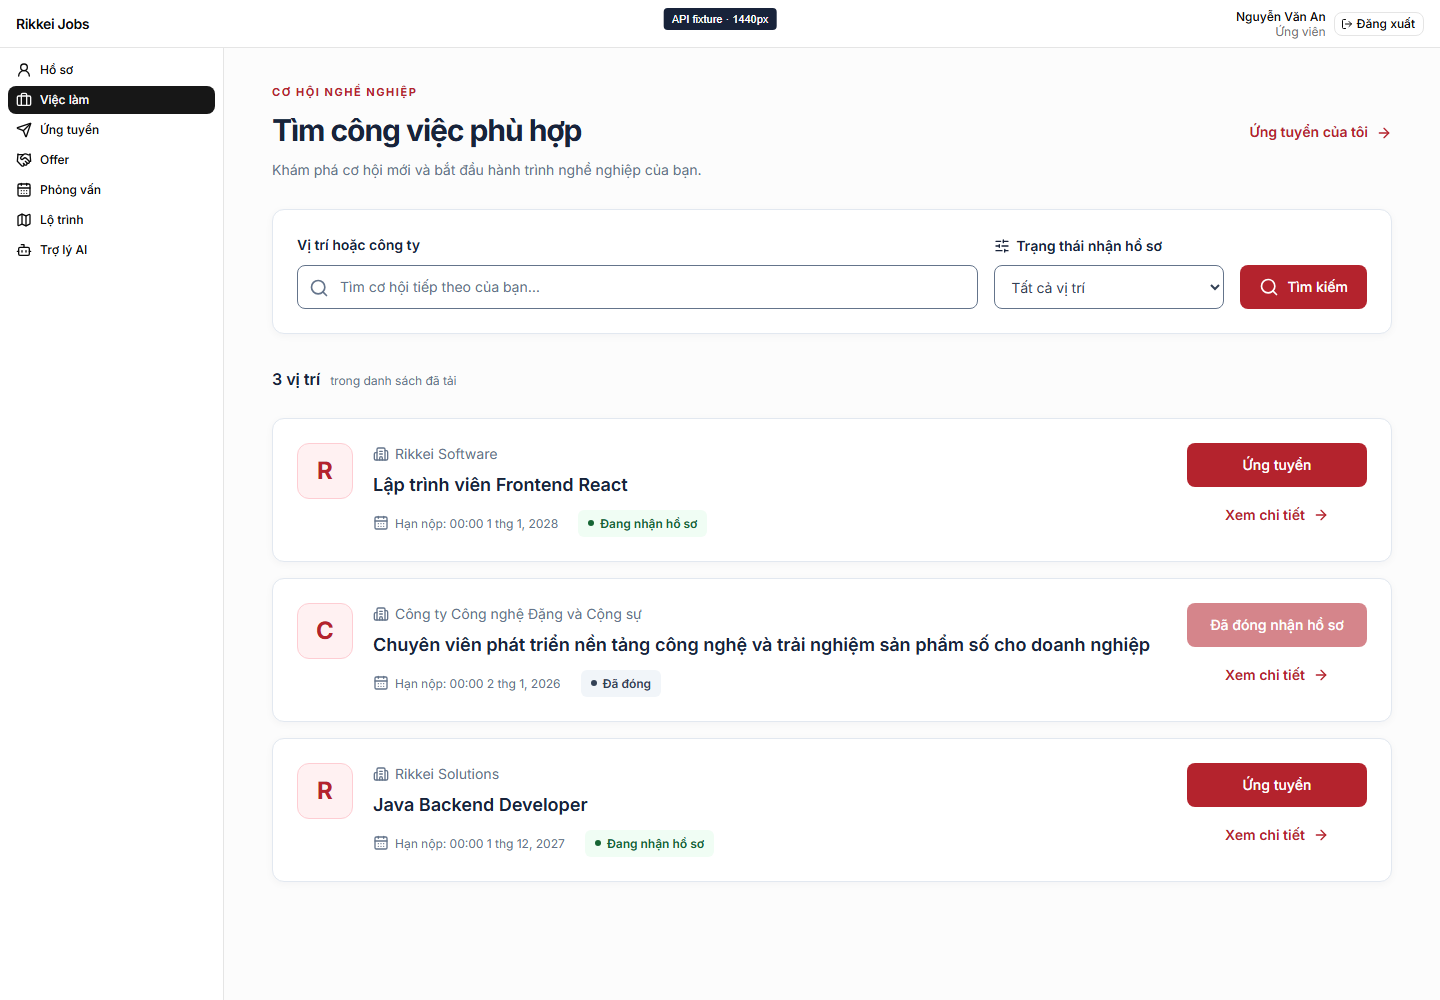 Rikkei Jobs
API fixture · 1440px
Nguyễn Văn An
Ứng viên
Đăng xuất
Hồ sơ
Việc làm
Ứng tuyển
Offer
Phỏng vấn
Lộ trình
Trợ lý AI
CƠ HỘI NGHỀ NGHIỆP
Tìm công việc phù hợp
Ứng tuyển của tôi
Khám phá cơ hội mới và bắt đầu hành trình nghề nghiệp của bạn.
Vị trí hoặc công ty
Trạng thái nhận hồ sơ
Tìm cơ hội tiếp theo của bạn...
Tất cả vị trí
Tìm kiếm
3 vị trí trong danh sách đã tải
R
Rikkei Software
Lập trình viên Frontend React
Hạn nộp: 00:00 1 thg 1, 2028
Đang nhận hồ sơ
Ứng tuyển
Xem chi tiết
C
Công ty Công nghệ Đặng và Cộng sự
Chuyên viên phát triển nền tảng công nghệ và trải nghiệm sản phẩm số cho doanh nghiệp
Hạn nộp: 00:00 2 thg 1, 2026
Đã đóng
Đã đóng nhận hồ sơ
Xem chi tiết
R
Rikkei Solutions
Java Backend Developer
Hạn nộp: 00:00 1 thg 12, 2027
Đang nhận hồ sơ
Ứng tuyển
Xem chi tiết